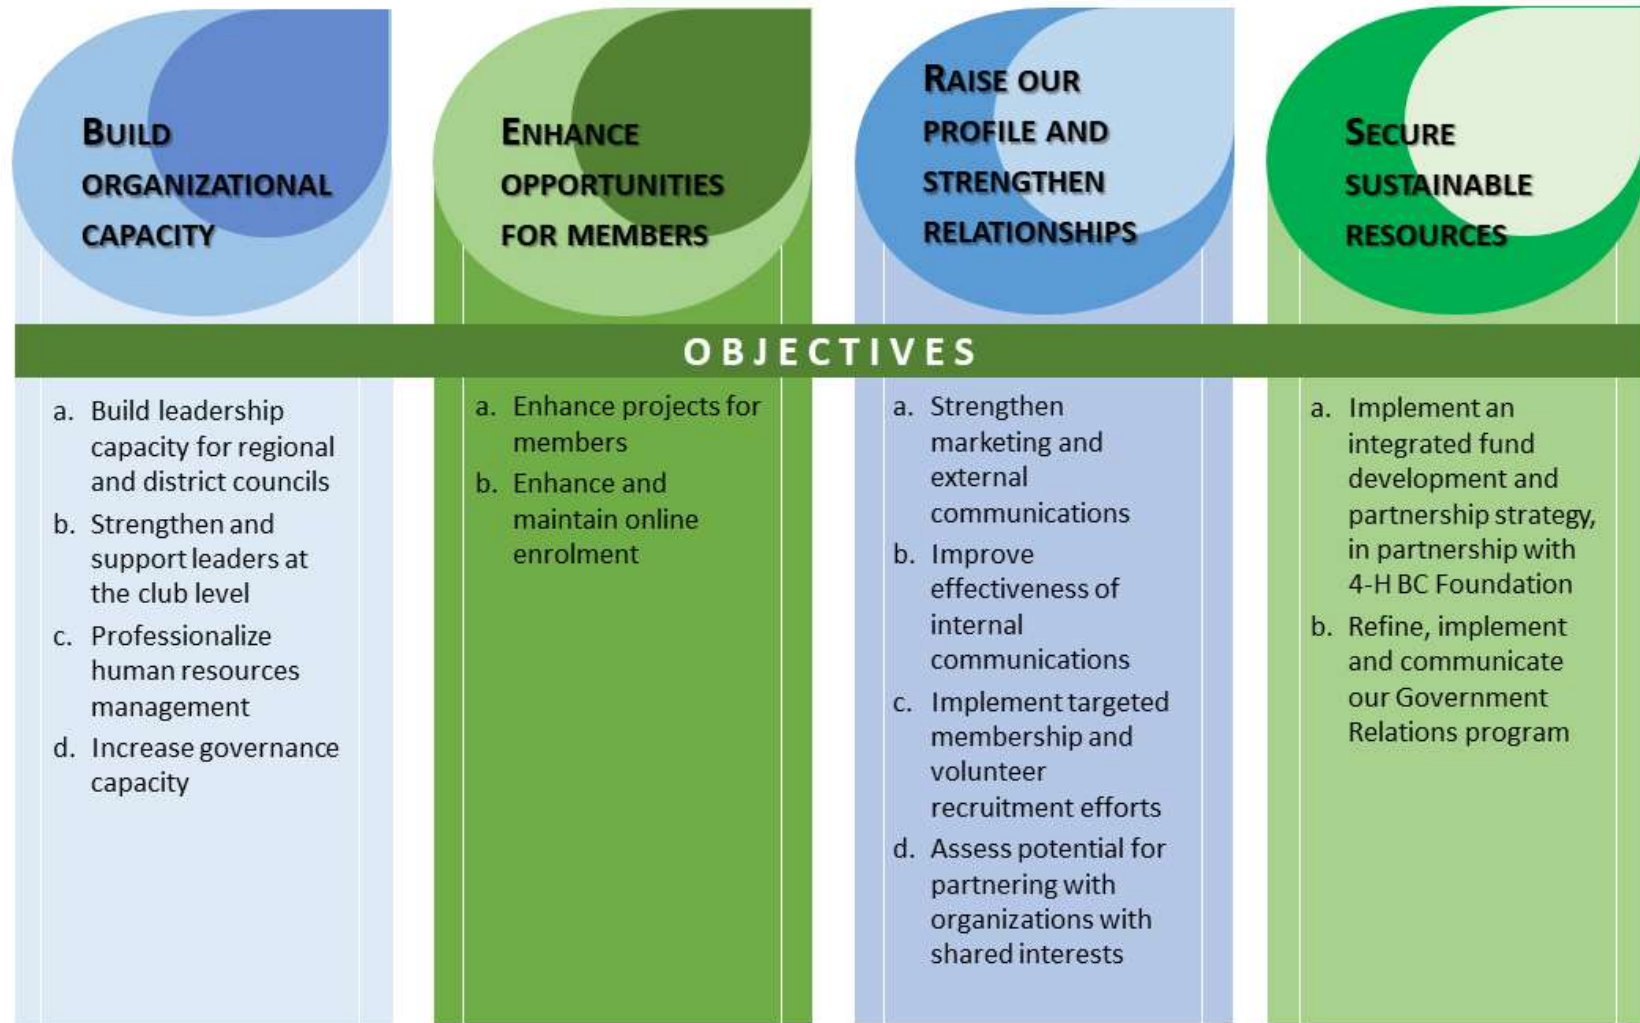 BUILD
ORGANIZATIONAL
CAPACITY
ENHANCE
OPPORTUNITIES
FOR MEMBERS
RAISE OUR
PROFILE AND
STRENGTHEN
RELATIONSHIPS
SECURE
SUSTAINABLE
RESOURCES
OBJECTIVES
a. Build leadership
capacity for regional
and district councils
b. Strengthen and
support leaders at
the club level
c. Professionalize
human resources
management
d. Increase governance
capacity
a. Enhance projects for
members
b. Enhance and
maintain online
enrolment
a. Strengthen
marketing and
external
communications
b. Improve
effectiveness of
internal
communications
c. Implement targeted
membership and
volunteer
recruitment efforts
d. Assess potential for
partnering with
organizations with
shared interests
a. Implement an
integrated fund
development and
partnership strategy,
in partnership with
4-H BC Foundation
b. Refine, implement
and communicate
our Government
Relations program